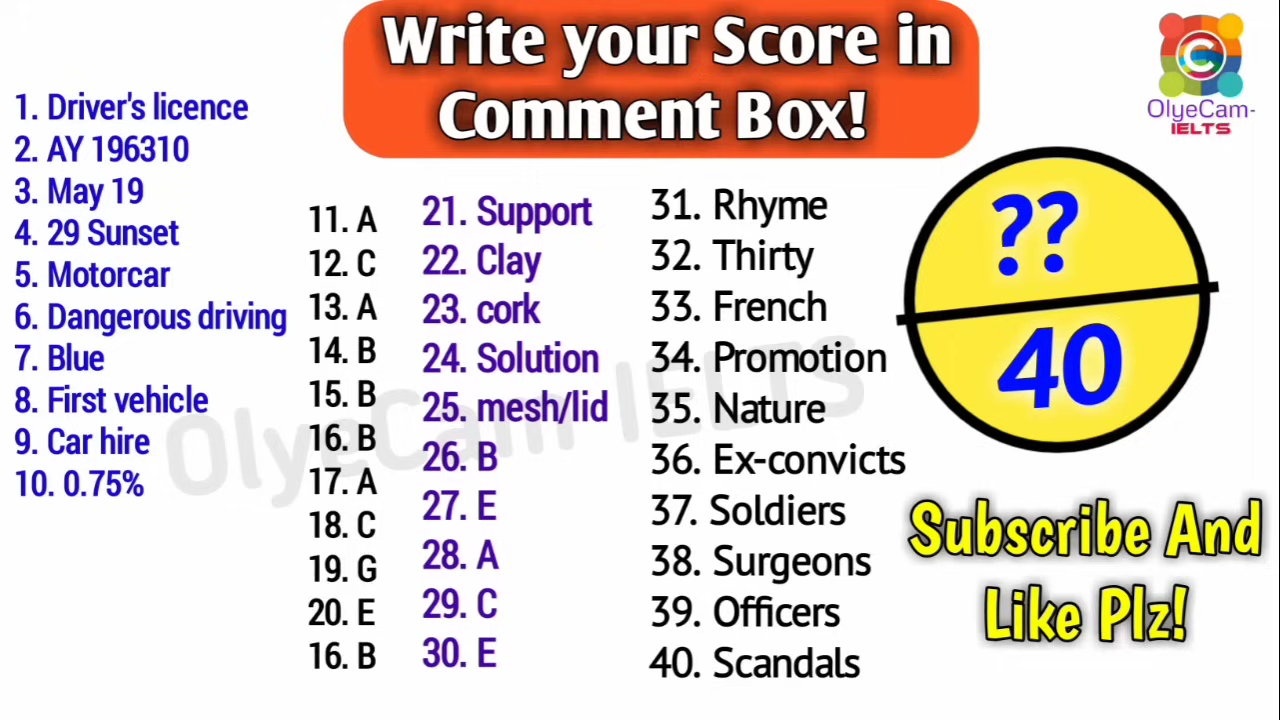 Write your Score in
Comment Box!
OlyeCam-
IELTS
1. Driver's licence
2. AY 196310
3. May 19
4. 29 Sunset
5. Motorcar
6. Dangerous driving
7. Blue
8. First vehicle
9. Car hire
10. 0.75%
11. A
12. C
13. A
14. B
15. B
16. B
17. A
18. C
19. G
20. E
16. B
21. Support
22. Clay
23. cork
24. Solution
25. mesh/lid
26. B
27. E
28. A
29. C
30. E
31. Rhyme
32. Thirty
33. French
34. Promotion
35. Nature
36. Ex-convicts
37. Soldiers
38. Surgeons
39. Officers
40. Scandals
??
40
Subscribe And
Like Plz!
OlyeCam IELTS